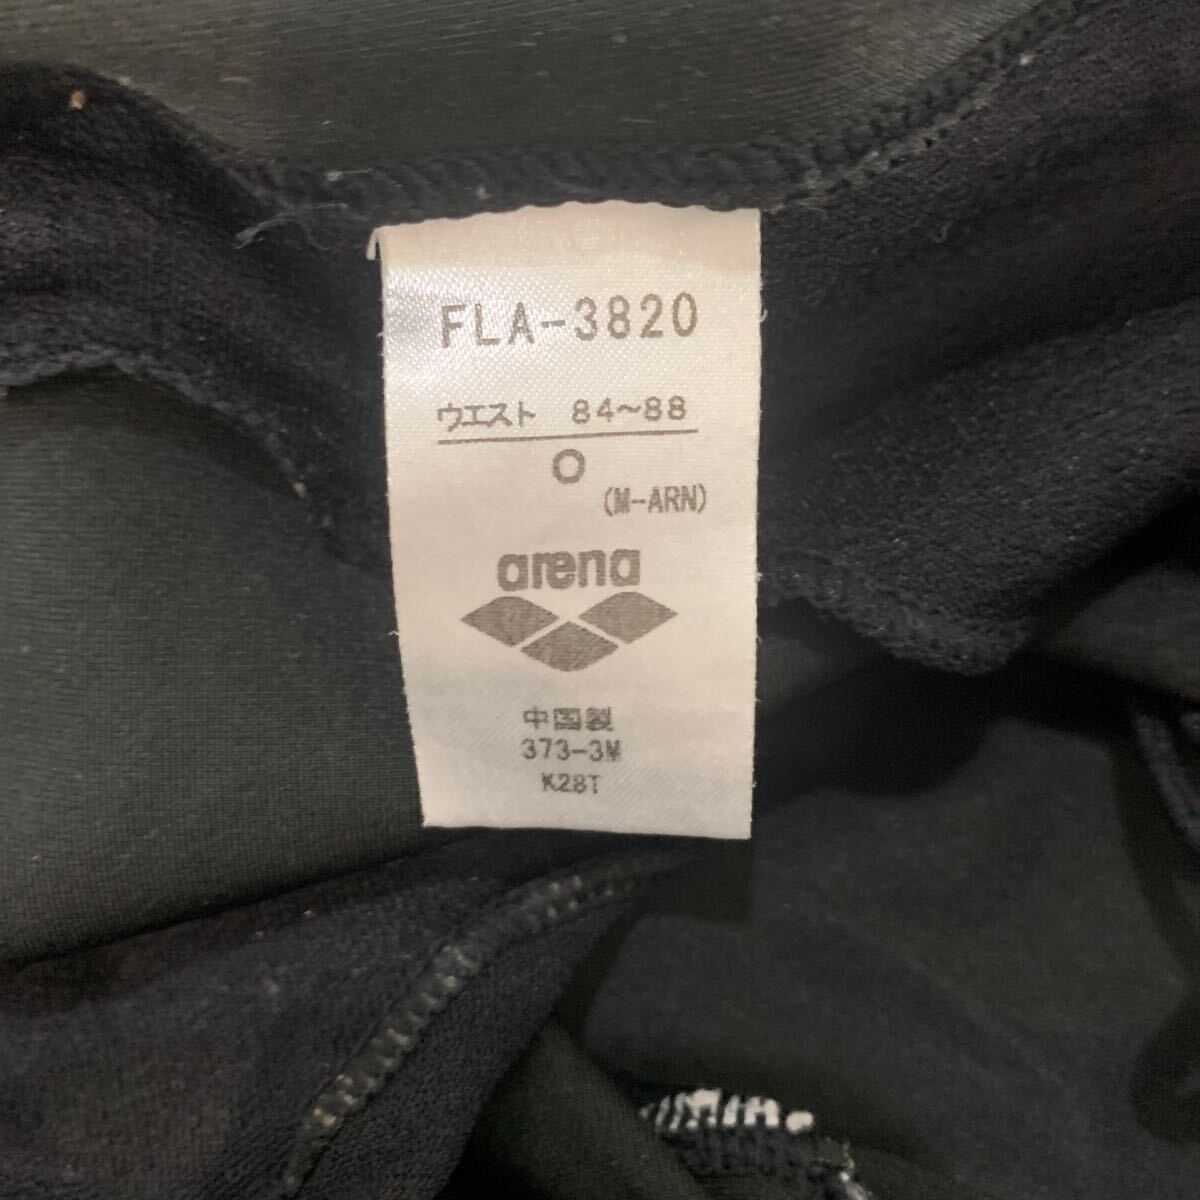 FLA-3820
ウエスト 84～88
O
(M-ARN)
arena
中国製
373-3M
K28T